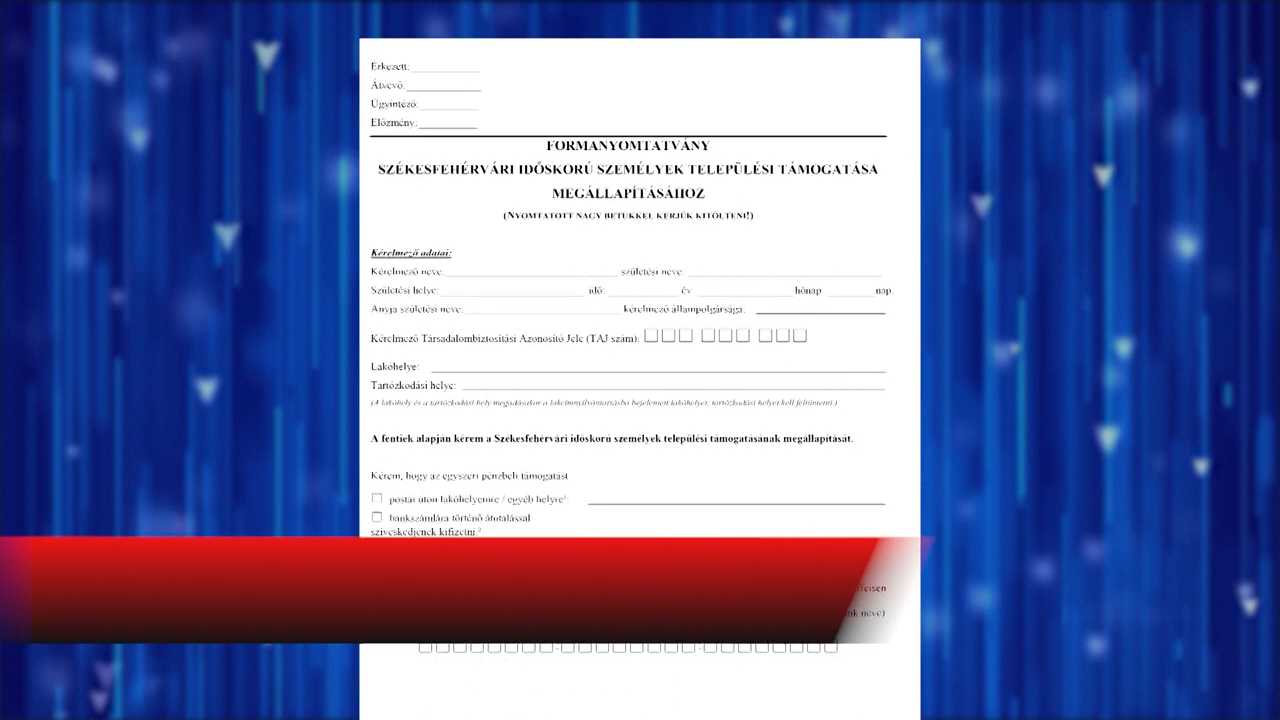 Érkezett:
Átvevő:
Ügyintéző:
Előzmény:
FORMANYOMTATVÁNY
SZÉKESFEHÉRVÁRI IDŐSKORÚ SZEMÉLYEK TELEPÜLÉSI TÁMOGATÁSA
MEGÁLLAPÍTÁSÁHOZ
(NYOMTATOTT NAGY BETŰKKEL KÉRJÜK KITÖLTENI!)
Kérelmező adatai:
Kérelmező neve: születési neve:
Születési helye: idő: év hónap nap.
Anyja születési neve: kérelmező állampolgársága:
Kérelmező Társadalombiztosítási Azonosító Jele (TAJ szám):
Lakóhelye:
Tartózkodási helye:
(A lakóhely és a tartózkodási hely megadásakor a lakcímnyilvántartásba bejelentett lakóhelyet, tartózkodási helyet kell feltüntetni.)
A fentiek alapján kérem a Székesfehérvári időskorú személyek települési támogatásának megállapítását.
Kérem, hogy az egyszeri pénzbeli támogatást
postai úton lakóhelyemre / egyéb helyre¹:
bankszámlára történő átutalással
szíveskedjenek kifizetni.²
neve)